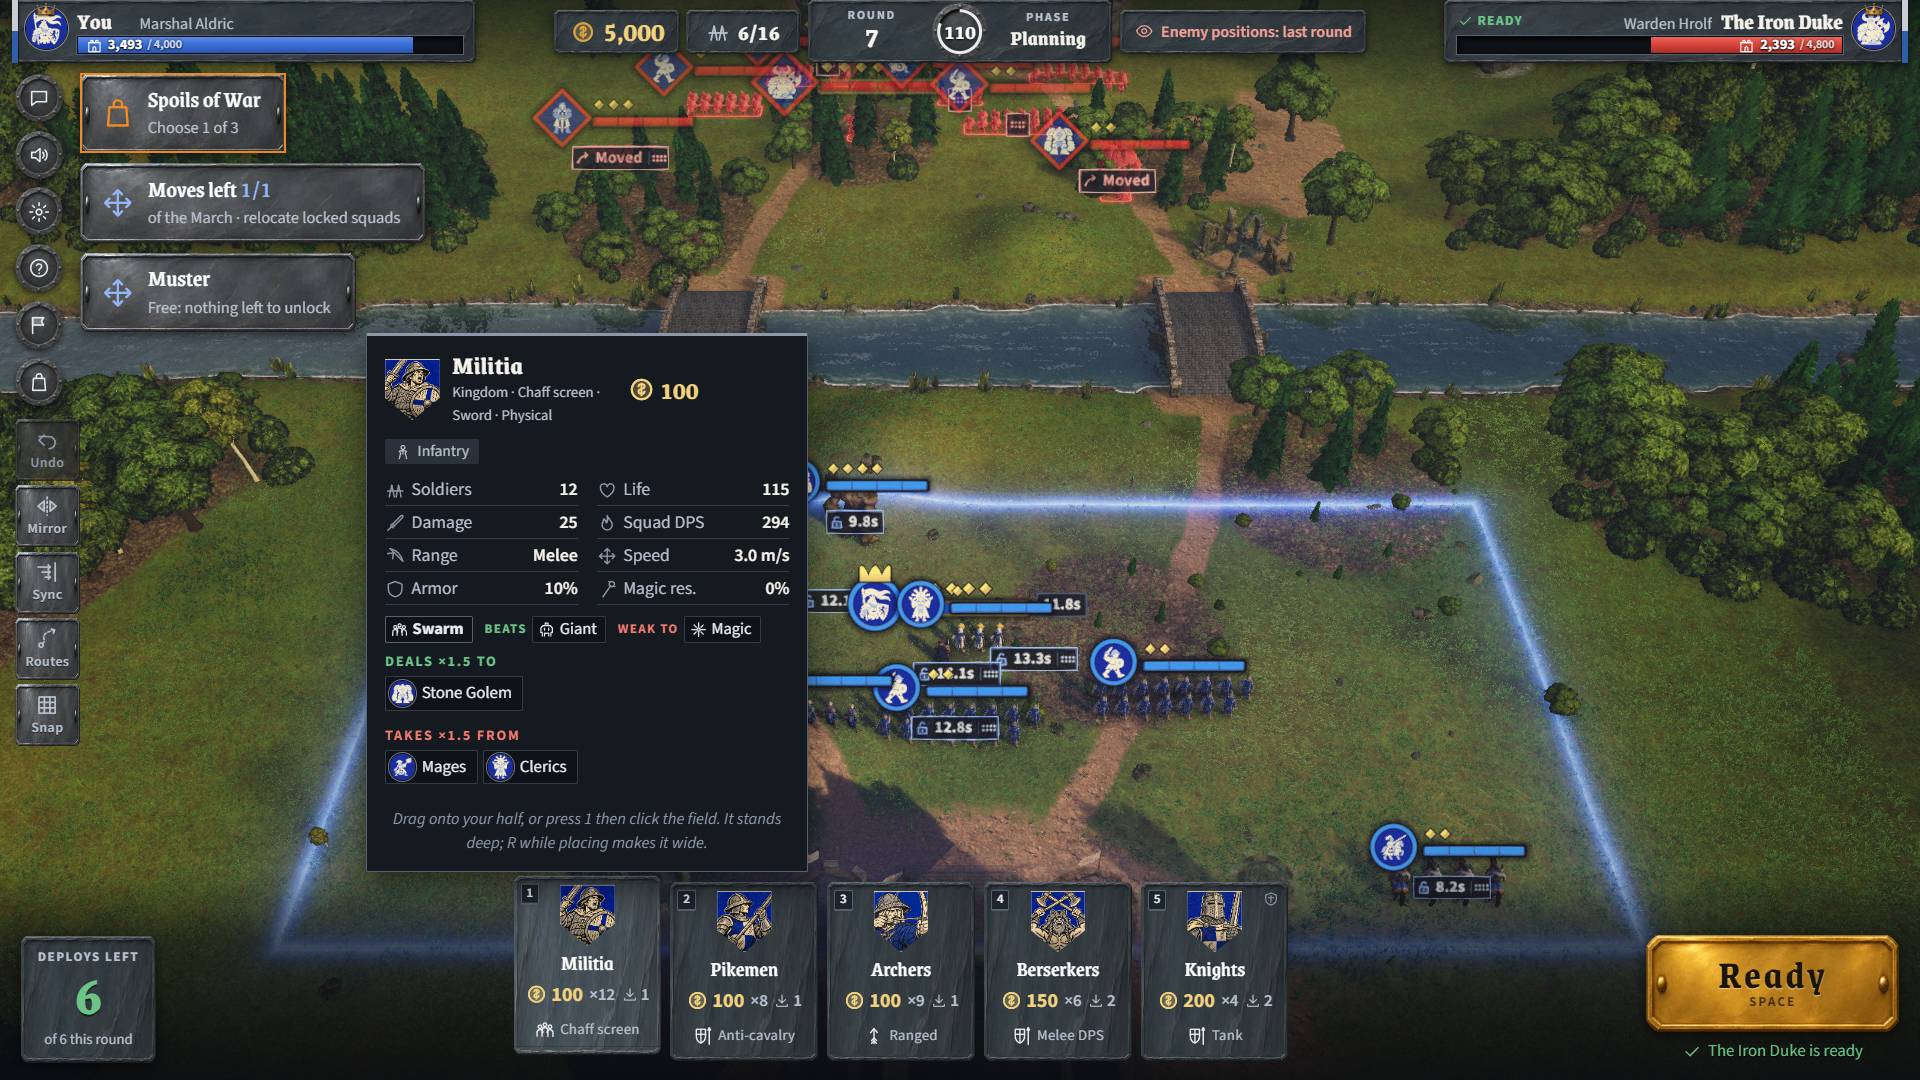 You Marshal Aldric
3,493 / 4,000
5,000
6/16
ROUND
7
110
PHASE
Planning
Enemy positions: last round
READY
Warden Hrolf The Iron Duke
2,393 / 4,800
Spoils of War
Choose 1 of 3
Moves left 1/1
of the March · relocate locked squads
Muster
Free: nothing left to unlock
Moved
Moved
Undo
Mirror
Sync
Routes
Snap
Militia
Kingdom · Chaff screen ·
Sword · Physical
100
Infantry
Soldiers 12 Life 115
Damage 25 Squad DPS 294
Range Melee Speed 3.0 m/s
Armor 10% Magic res. 0%
Swarm BEATS Giant WEAK TO Magic
DEALS ×1.5 TO
Stone Golem
TAKES ×1.5 FROM
Mages Clerics
Drag onto your half, or press 1 then click the field. It stands
deep; R while placing makes it wide.
9.8s
13.3s
12.8s
8.2s
DEPLOYS LEFT
6
of 6 this round
1
Militia
100 ×12 1
Chaff screen
2
Pikemen
100 ×8 1
Anti-cavalry
3
Archers
100 ×9 1
Ranged
4
Berserkers
150 ×6 2
Melee DPS
5
Knights
200 ×4 2
Tank
Ready
SPACE
The Iron Duke is ready